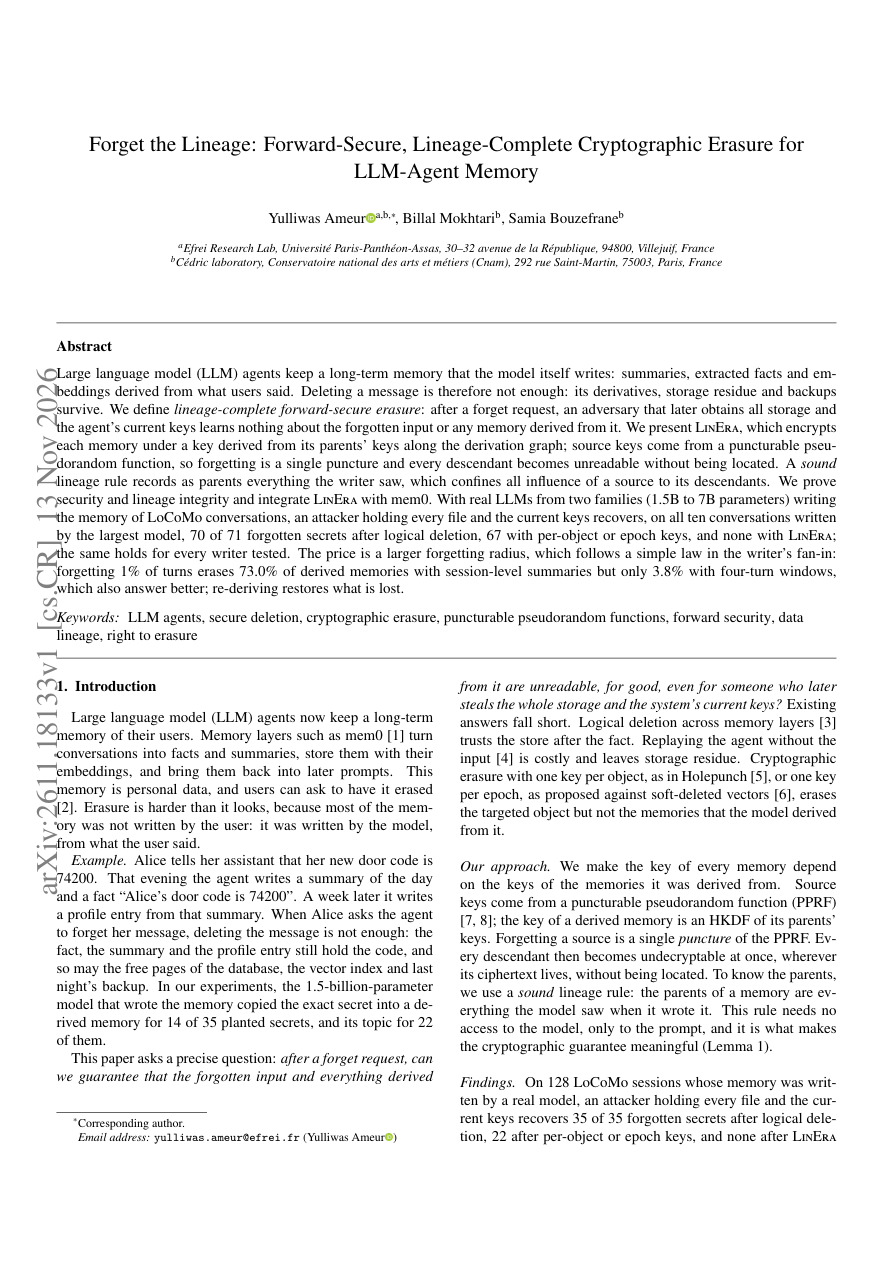 Forget the Lineage: Forward-Secure, Lineage-Complete Cryptographic Erasure for
LLM-Agent Memory
Yulliwas Ameur a,b,∗, Billal Mokhtari b, Samia Bouzefrane b
a Efrei Research Lab, Université Paris-Panthéon-Assas, 30–32 avenue de la République, 94800, Villejuif, France
b Cédric laboratory, Conservatoire national des arts et métiers (Cnam), 292 rue Saint-Martin, 75003, Paris, France
arXiv:2611.18133v1 [cs.CR] 13 Nov 2026
Abstract
Large language model (LLM) agents keep a long-term memory that the model itself writes: summaries, extracted facts and em-
beddings derived from what users said. Deleting a message is therefore not enough: its derivatives, storage residue and backups
survive. We define lineage-complete forward-secure erasure: after a forget request, an adversary that later obtains all storage and
the agent's current keys learns nothing about the forgotten input or any memory derived from it. We present LinEra, which encrypts
each memory under a key derived from its parents' keys along the derivation graph; source keys come from a puncturable pseu-
dorandom function, so forgetting is a single puncture and every descendant becomes unreadable without being located. A sound
lineage rule records as parents everything the writer saw, which confines all influence of a source to its descendants. We prove
security and lineage integrity and integrate LinEra with mem0. With real LLMs from two families (1.5B to 7B parameters) writing
the memory of LoCoMo conversations, an attacker holding every file and the current keys recovers, on all ten conversations written
by the largest model, 70 of 71 forgotten secrets after logical deletion, 67 with per-object or epoch keys, and none with LinEra;
the same holds for every writer tested. The price is a larger forgetting radius, which follows a simple law in the writer's fan-in:
forgetting 1% of turns erases 73.0% of derived memories with session-level summaries but only 3.8% with four-turn windows,
which also answer better; re-deriving restores what is lost.
Keywords: LLM agents, secure deletion, cryptographic erasure, puncturable pseudorandom functions, forward security, data
lineage, right to erasure
1. Introduction
Large language model (LLM) agents now keep a long-term
memory of their users. Memory layers such as mem0 [1] turn
conversations into facts and summaries, store them with their
embeddings, and bring them back into later prompts. This
memory is personal data, and users can ask to have it erased
[2]. Erasure is harder than it looks, because most of the mem-
ory was not written by the user: it was written by the model,
from what the user said.
Example. Alice tells her assistant that her new door code is
74200. That evening the agent writes a summary of the day
and a fact “Alice's door code is 74200”. A week later it writes
a profile entry from that summary. When Alice asks the agent
to forget her message, deleting the message is not enough: the
fact, the summary and the profile entry still hold the code, and
so may the free pages of the database, the vector index and last
night's backup. In our experiments, the 1.5-billion-parameter
model that wrote the memory copied the exact secret into a de-
rived memory for 14 of 35 planted secrets, and its topic for 22
of them.
This paper asks a precise question: after a forget request, can
we guarantee that the forgotten input and everything derived
∗Corresponding author.
Email address: yulliwas.ameur@efrei.fr (Yulliwas Ameur )
from it are unreadable, for good, even for someone who later
steals the whole storage and the system's current keys? Existing
answers fall short. Logical deletion across memory layers [3]
trusts the store after the fact. Replaying the agent without the
input [4] is costly and leaves storage residue. Cryptographic
erasure with one key per object, as in Holepunch [5], or one key
per epoch, as proposed against soft-deleted vectors [6], erases
the targeted object but not the memories that the model derived
from it.
Our approach. We make the key of every memory depend
on the keys of the memories it was derived from. Source
keys come from a puncturable pseudorandom function (PPRF)
[7, 8]; the key of a derived memory is an HKDF of its parents'
keys. Forgetting a source is a single puncture of the PPRF. Ev-
ery descendant then becomes undecryptable at once, wherever
its ciphertext lives, without being located. To know the parents,
we use a sound lineage rule: the parents of a memory are ev-
erything the model saw when it wrote it. This rule needs no
access to the model, only to the prompt, and it is what makes
the cryptographic guarantee meaningful (Lemma 1).
Findings. On 128 LoCoMo sessions whose memory was writ-
ten by a real model, an attacker holding every file and the cur-
rent keys recovers 35 of 35 forgotten secrets after logical dele-
tion, 22 after per-object or epoch keys, and none after LinEra